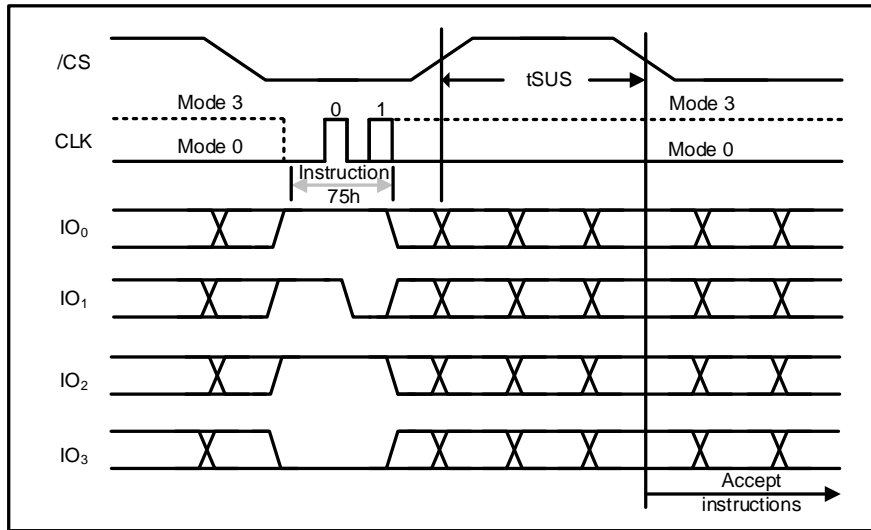 /CS
tSUS
Mode 3
0 1
Mode 3
CLK
Mode 0
Mode 0
Instruction
75h
IO₀
IO₁
IO₂
IO₃
Accept
instructions